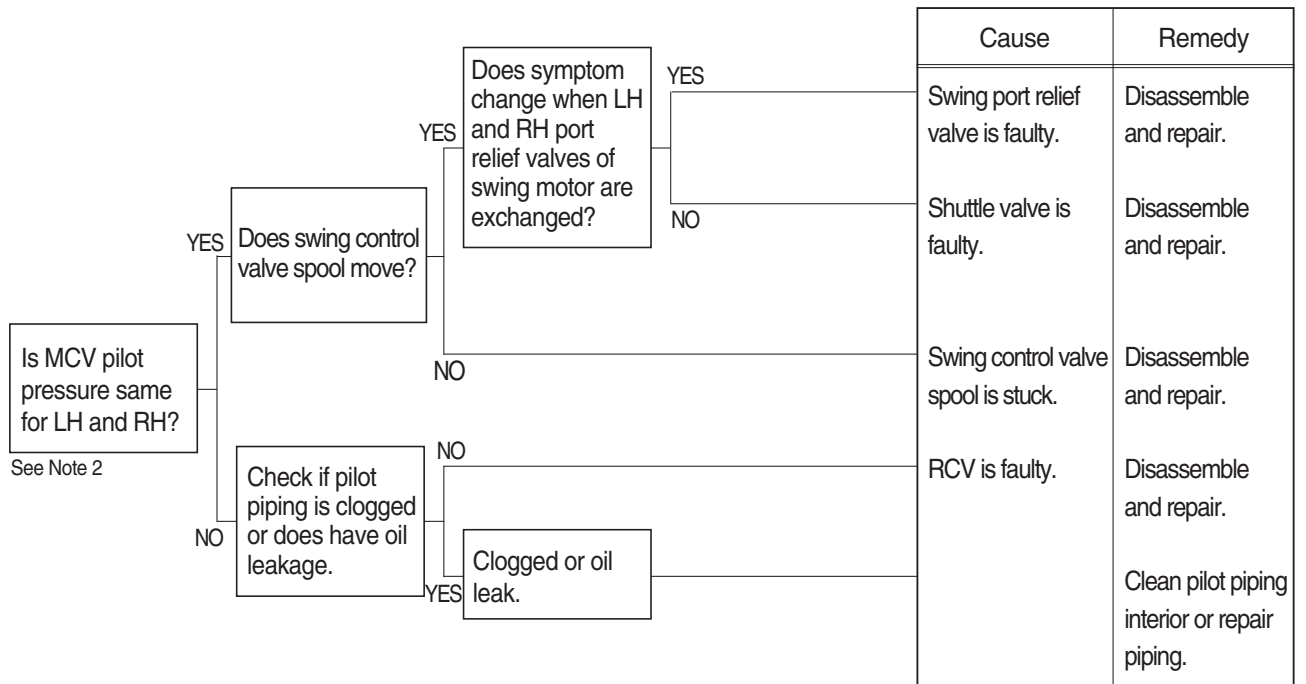 Is MCV pilot
pressure same
for LH and RH?
See Note 2
YES
Does swing control
valve spool move?
YES
Does symptom
change when LH
and RH port
relief valves of
swing motor are
exchanged?
YES
NO
NO
NO
Check if pilot
piping is clogged
or does have oil
leakage.
NO
YES
Clogged or oil
leak.
Cause
Remedy
Swing port relief
valve is faulty.
Disassemble
and repair.
Shuttle valve is
faulty.
Disassemble
and repair.
Swing control valve
spool is stuck.
Disassemble
and repair.
RCV is faulty.
Disassemble
and repair.
Clean pilot piping
interior or repair
piping.